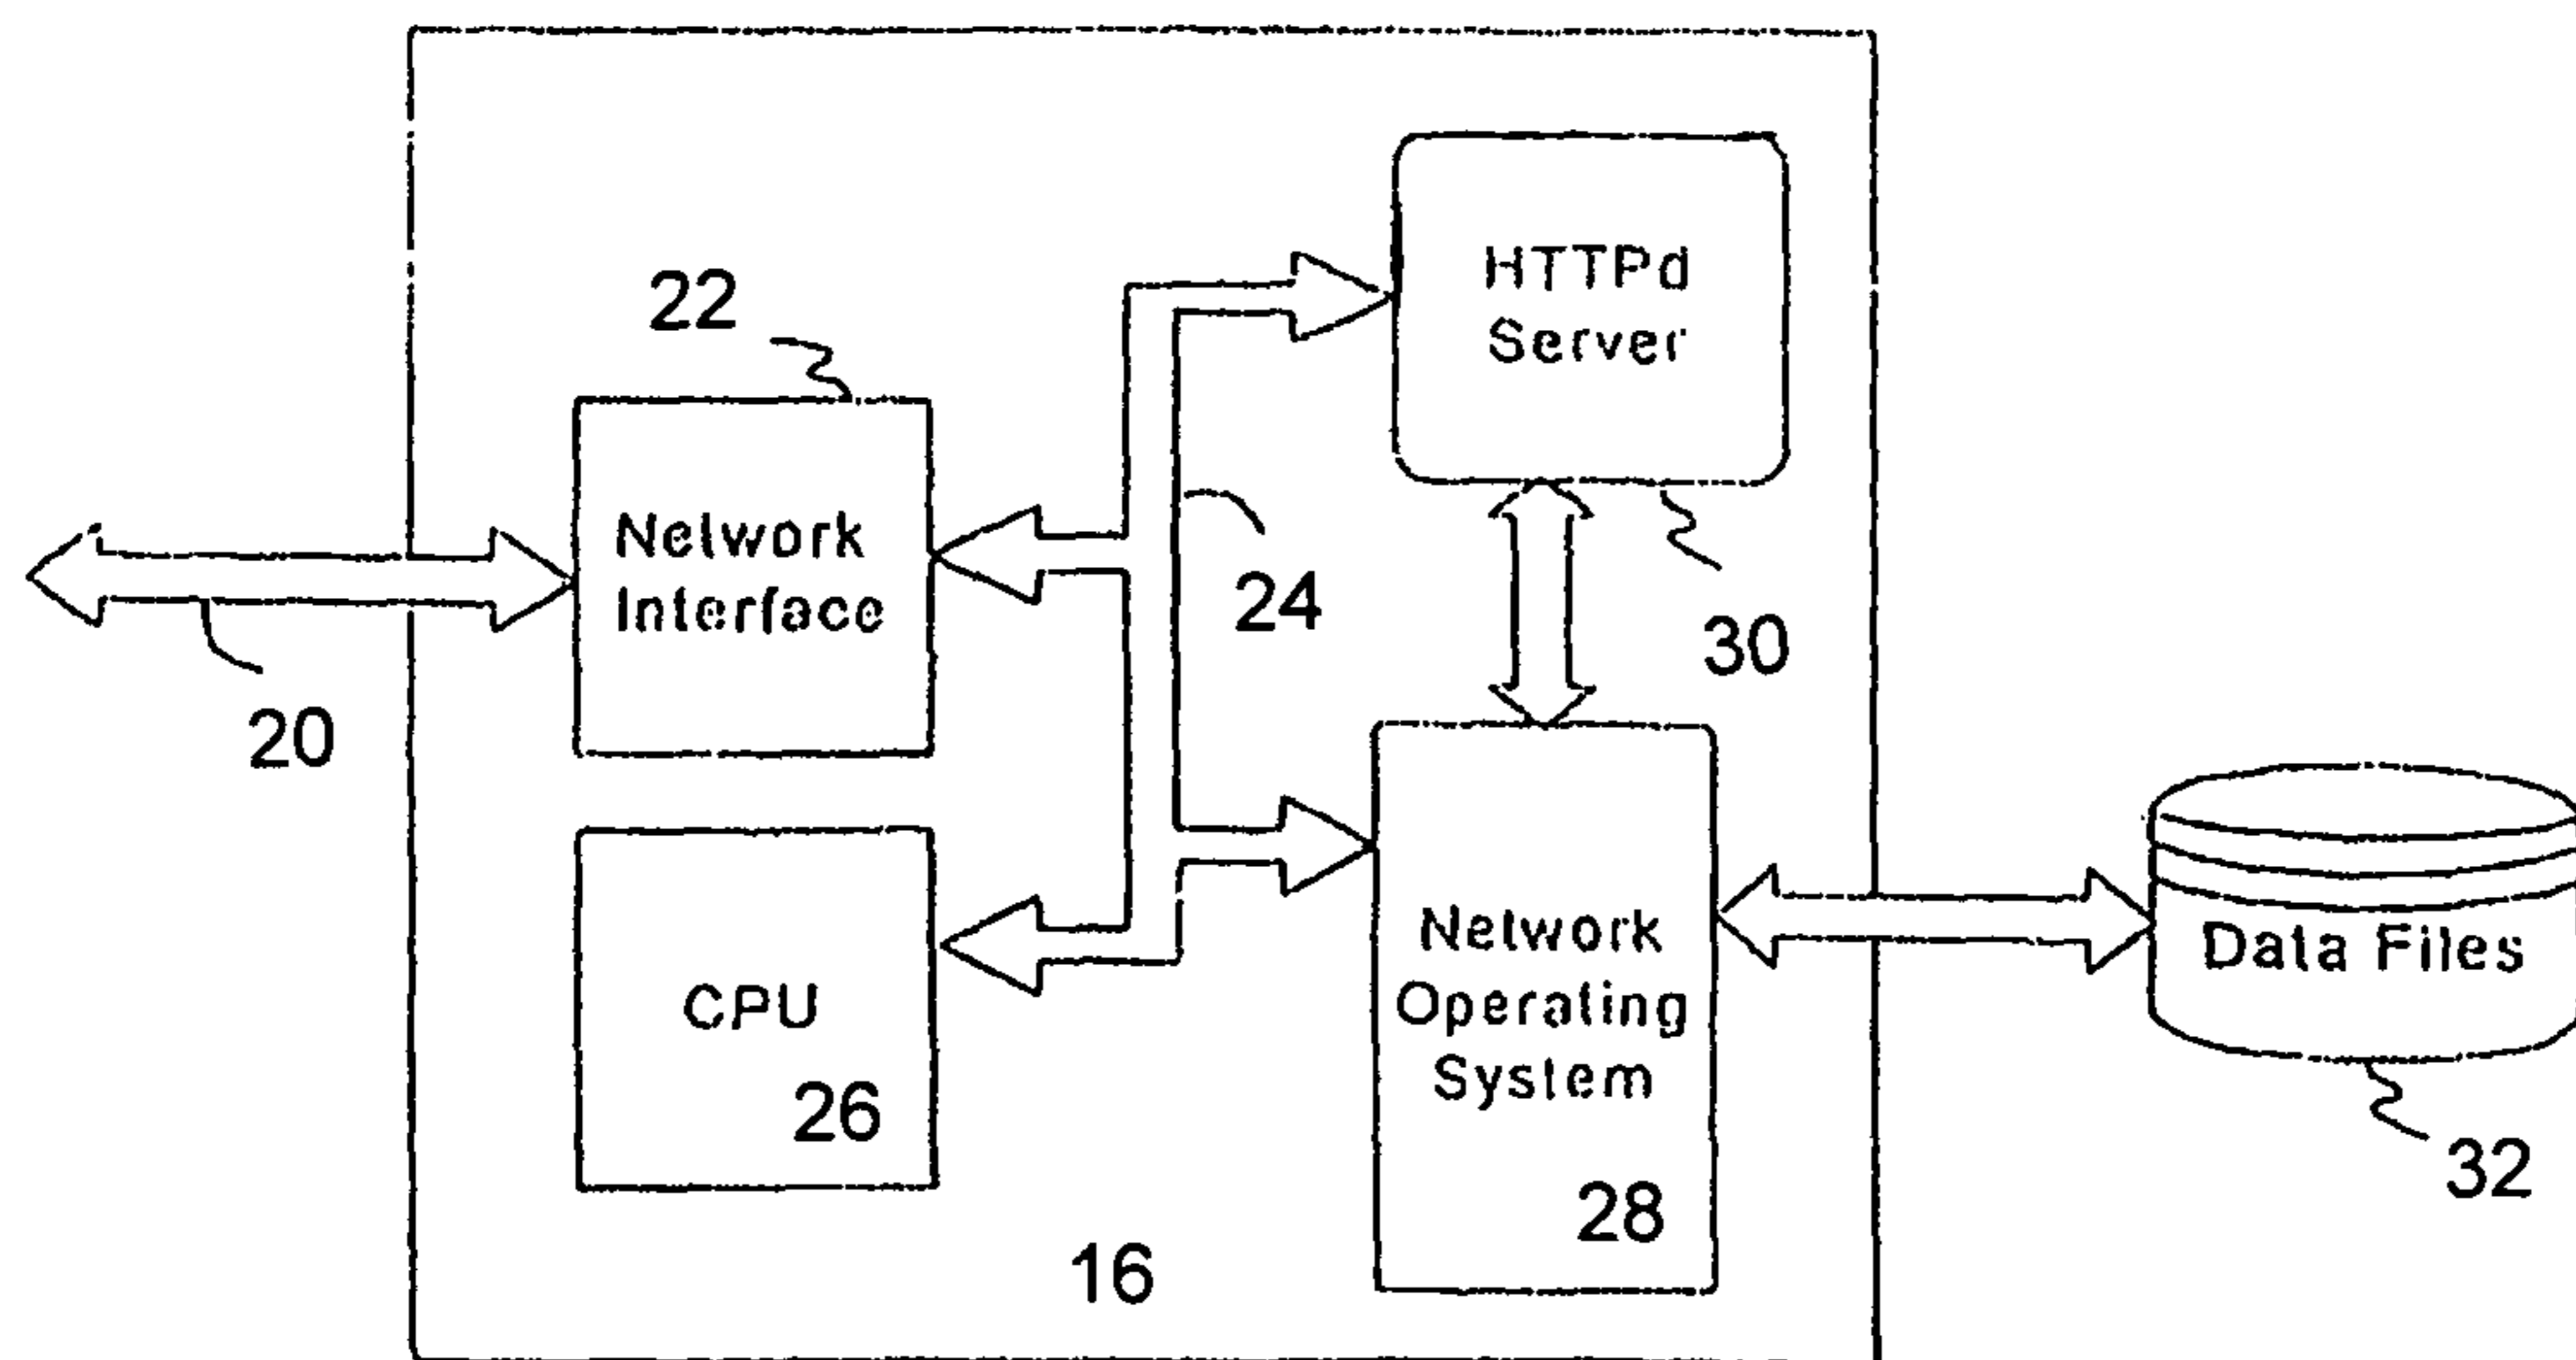 HTTPd
Server
22
Network
Interface
24
30
20
Network
Operating
System
Data Files
CPU
26
28
32
16